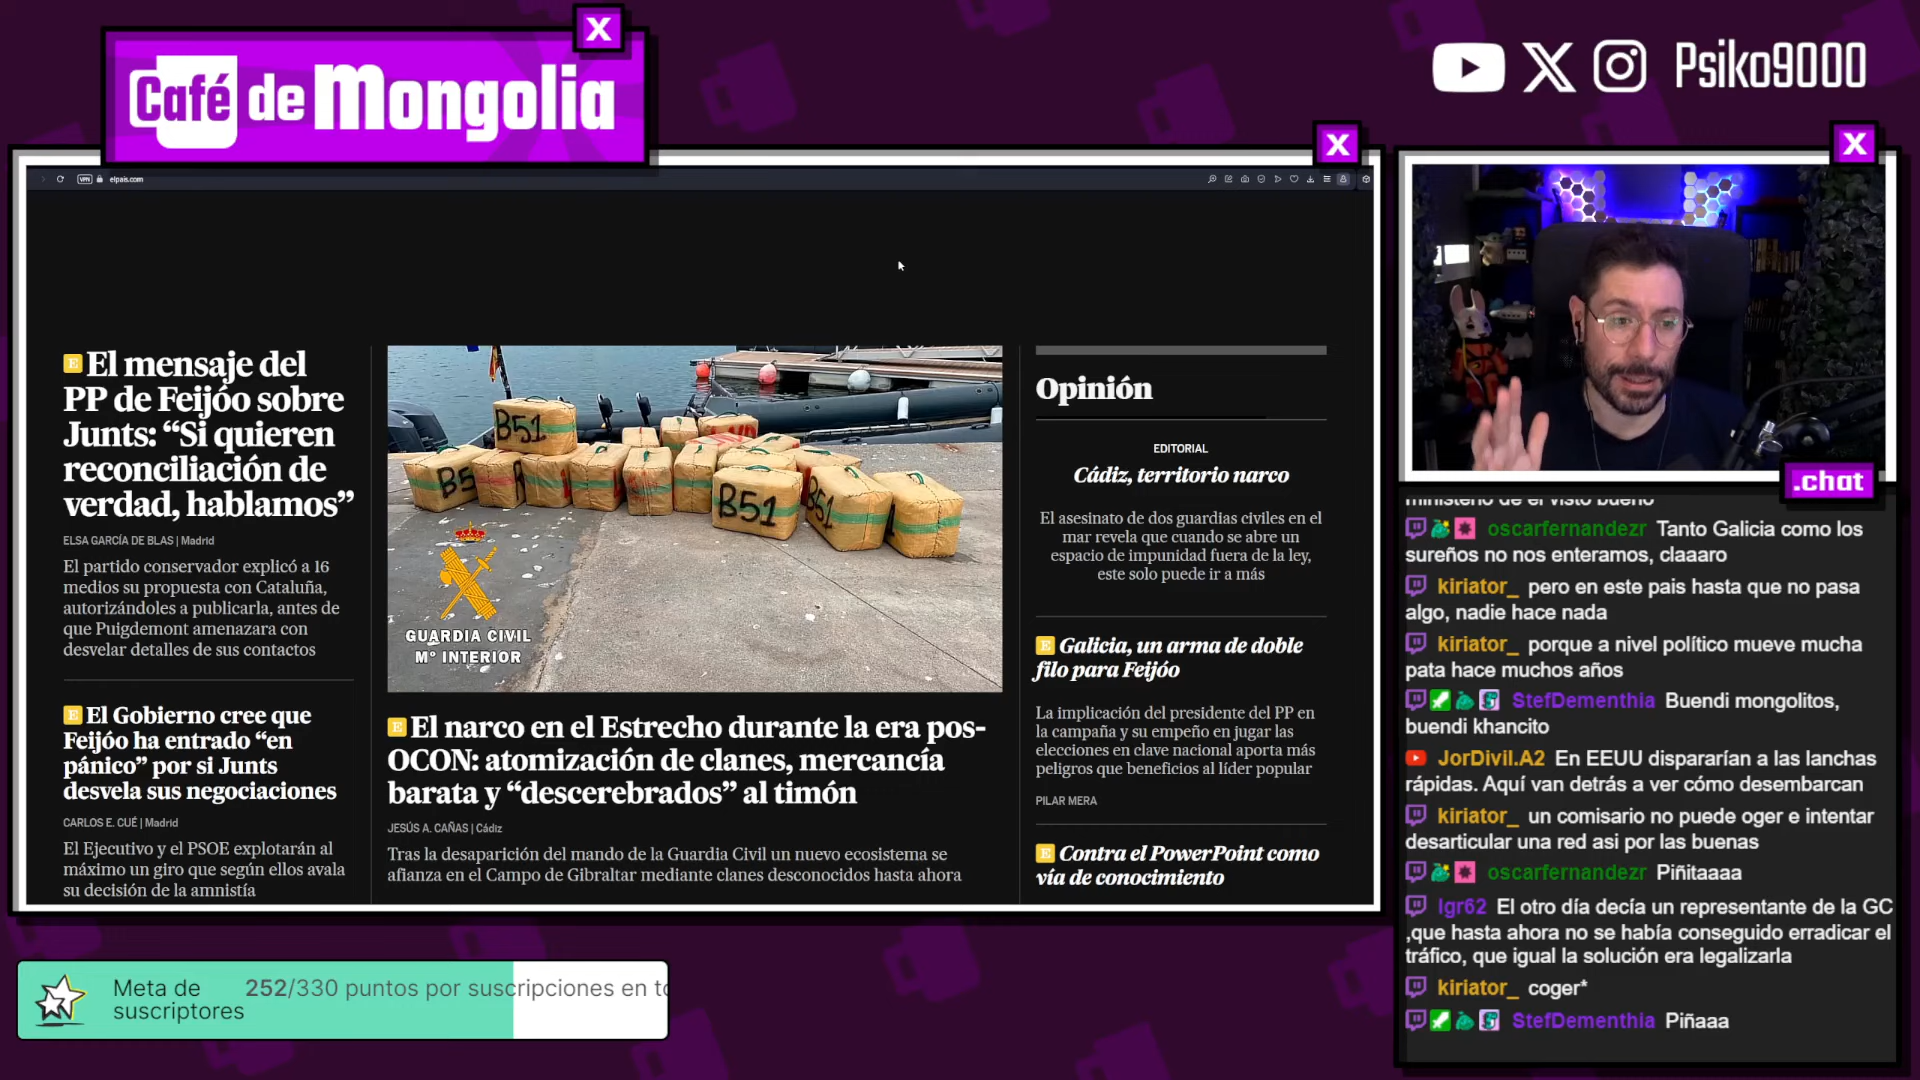 Café de Mongolia
X
Psiko9000
X
X
VPN
elpais.com
E El mensaje del
PP de Feijóo sobre
Junts: “Si quieren
reconciliación de
verdad, hablamos”
ELSA GARCÍA DE BLAS | Madrid
El partido conservador explicó a 16
medios su propuesta con Cataluña,
autorizándoles a publicarla, antes de
que Puigdemont amenazara con
desvelar detalles de sus contactos
E El Gobierno cree que
Feijóo ha entrado “en
pánico” por si Junts
desvela sus negociaciones
CARLOS E. CUÉ | Madrid
El Ejecutivo y el PSOE explotarán al
máximo un giro que según ellos avala
su decisión de la amnistía
B51
B5
B51
B51
GUARDIA CIVIL
Mº INTERIOR
E El narco en el Estrecho durante la era pos-
OCON: atomización de clanes, mercancía
barata y “descerebrados” al timón
JESÚS A. CAÑAS | Cádiz
Tras la desaparición del mando de la Guardia Civil un nuevo ecosistema se
afianza en el Campo de Gibraltar mediante clanes desconocidos hasta ahora
Opinión
EDITORIAL
Cádiz, territorio narco
El asesinato de dos guardias civiles en el
mar revela que cuando se abre un
espacio de impunidad fuera de la ley,
este solo puede ir a más
E Galicia, un arma de doble
filo para Feijóo
La implicación del presidente del PP en
la campaña y su empeño en jugar las
elecciones en clave nacional aporta más
peligros que beneficios al líder popular
PILAR MERA
E Contra el PowerPoint como
vía de conocimiento
.chat
ministerio de el visto bueno
oscarfernandezr Tanto Galicia como los
sureños no nos enteramos, claaaro
kiriator_ pero en este pais hasta que no pasa
algo, nadie hace nada
kiriator_ porque a nivel político mueve mucha
pata hace muchos años
StefDementhia Buendi mongolitos,
buendi khancito
JorDivil.A2 En EEUU dispararían a las lanchas
rápidas. Aquí van detrás a ver cómo desembarcan
kiriator_ un comisario no puede oger e intentar
desarticular una red asi por las buenas
oscarfernandezr Piñitaaaa
lgr62 El otro día decía un representante de la GC
,que hasta ahora no se había conseguido erradicar el
tráfico, que igual la solución era legalizarla
kiriator_ coger*
StefDementhia Piñaaa
Meta de
suscriptores
252/330 puntos por suscripciones en to